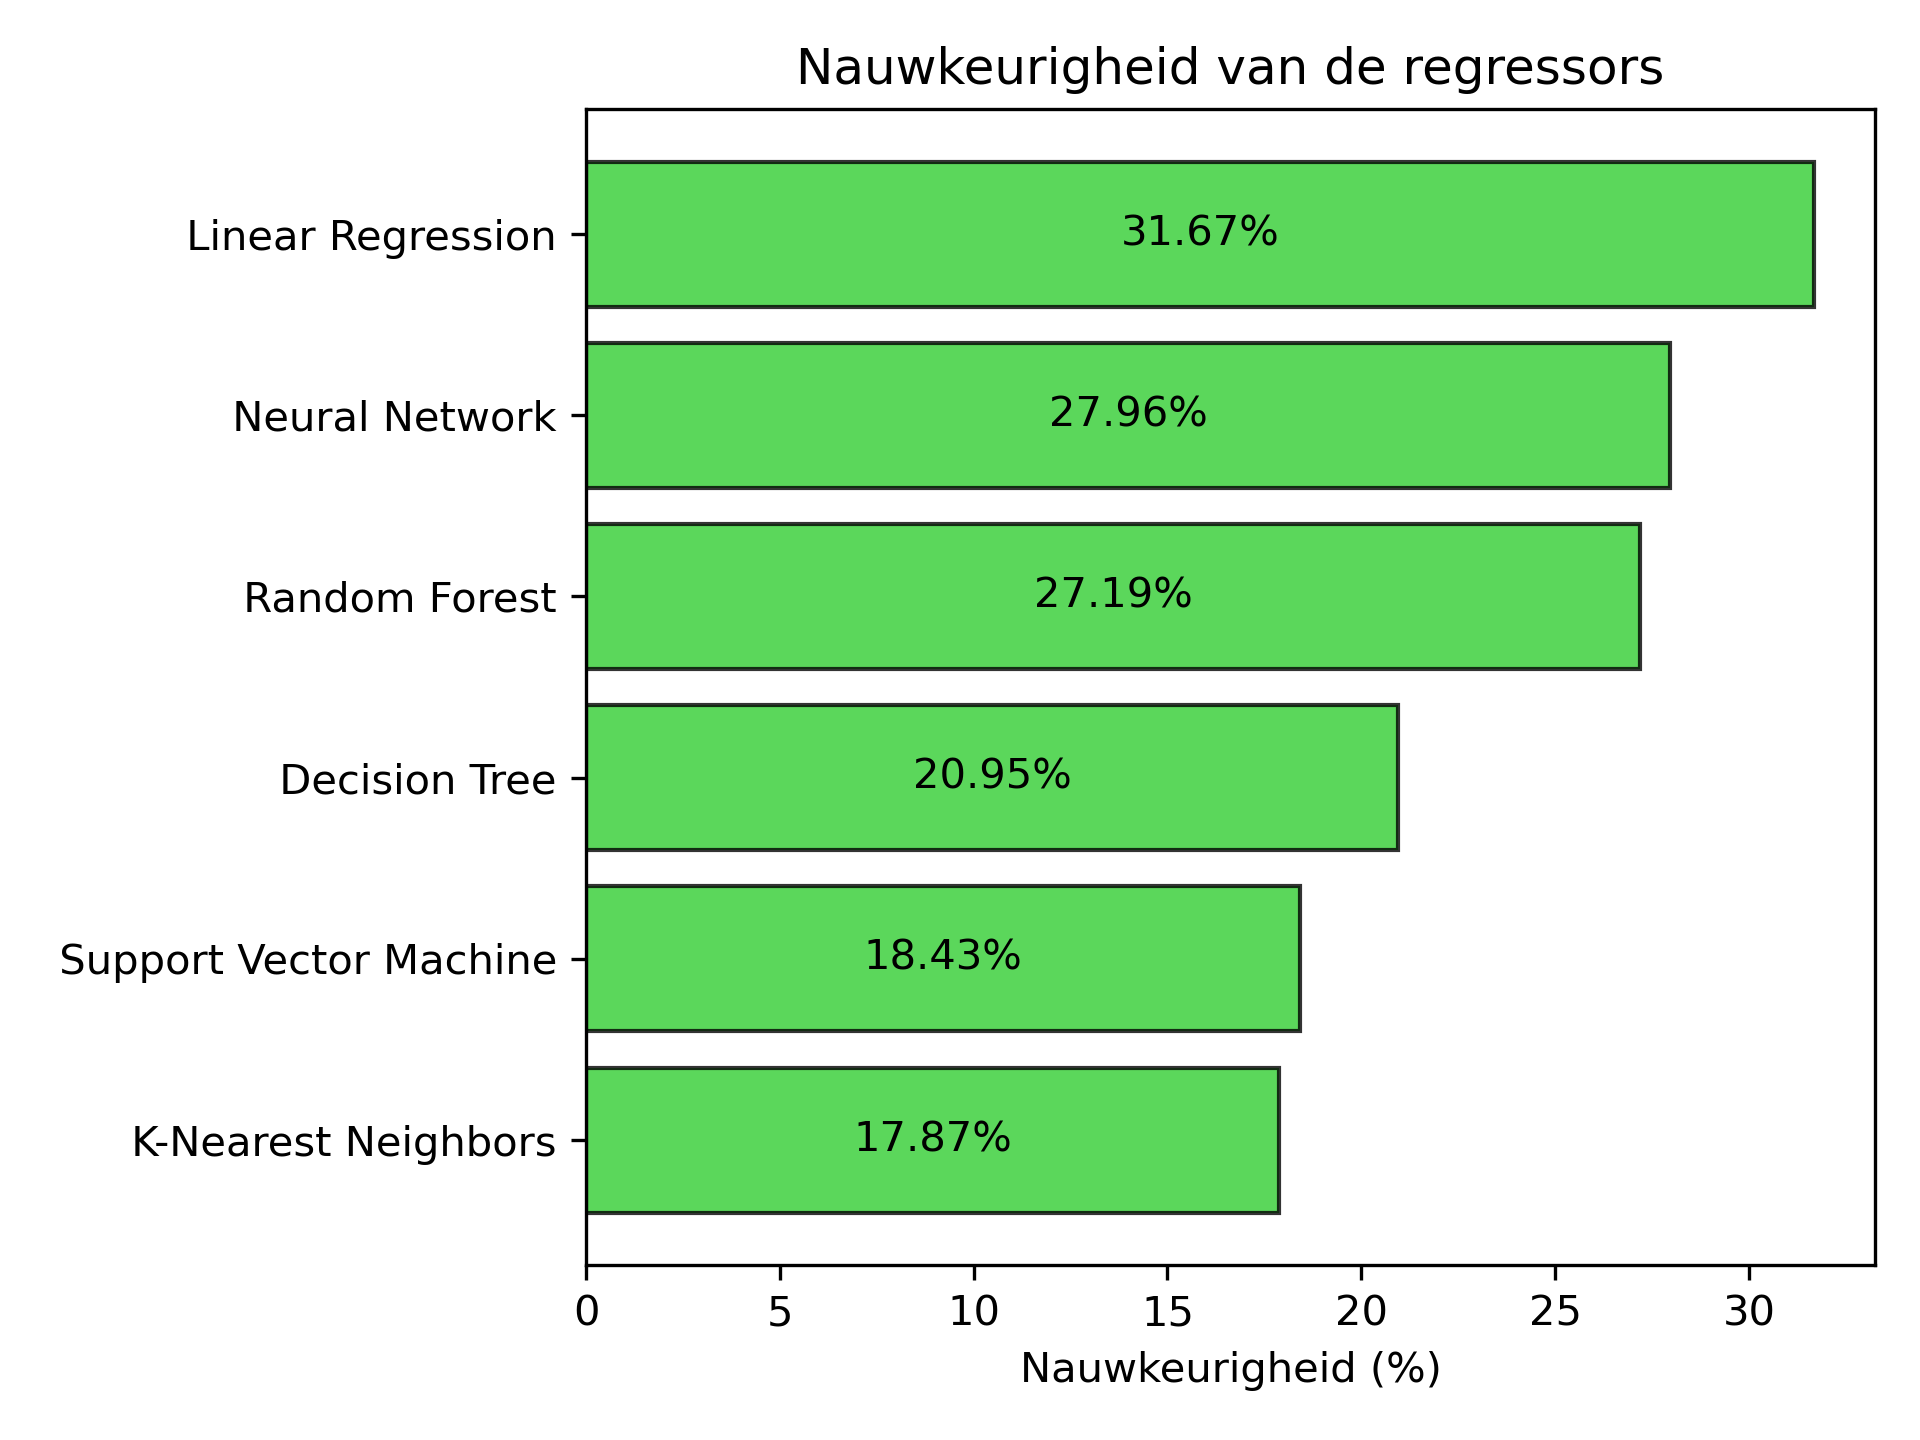 Nauwkeurigheid van de regressors
Linear Regression
31.67%
Neural Network
27.96%
Random Forest
27.19%
Decision Tree
20.95%
Support Vector Machine
18.43%
K-Nearest Neighbors
17.87%
0 5 10 15 20 25 30
Nauwkeurigheid (%)